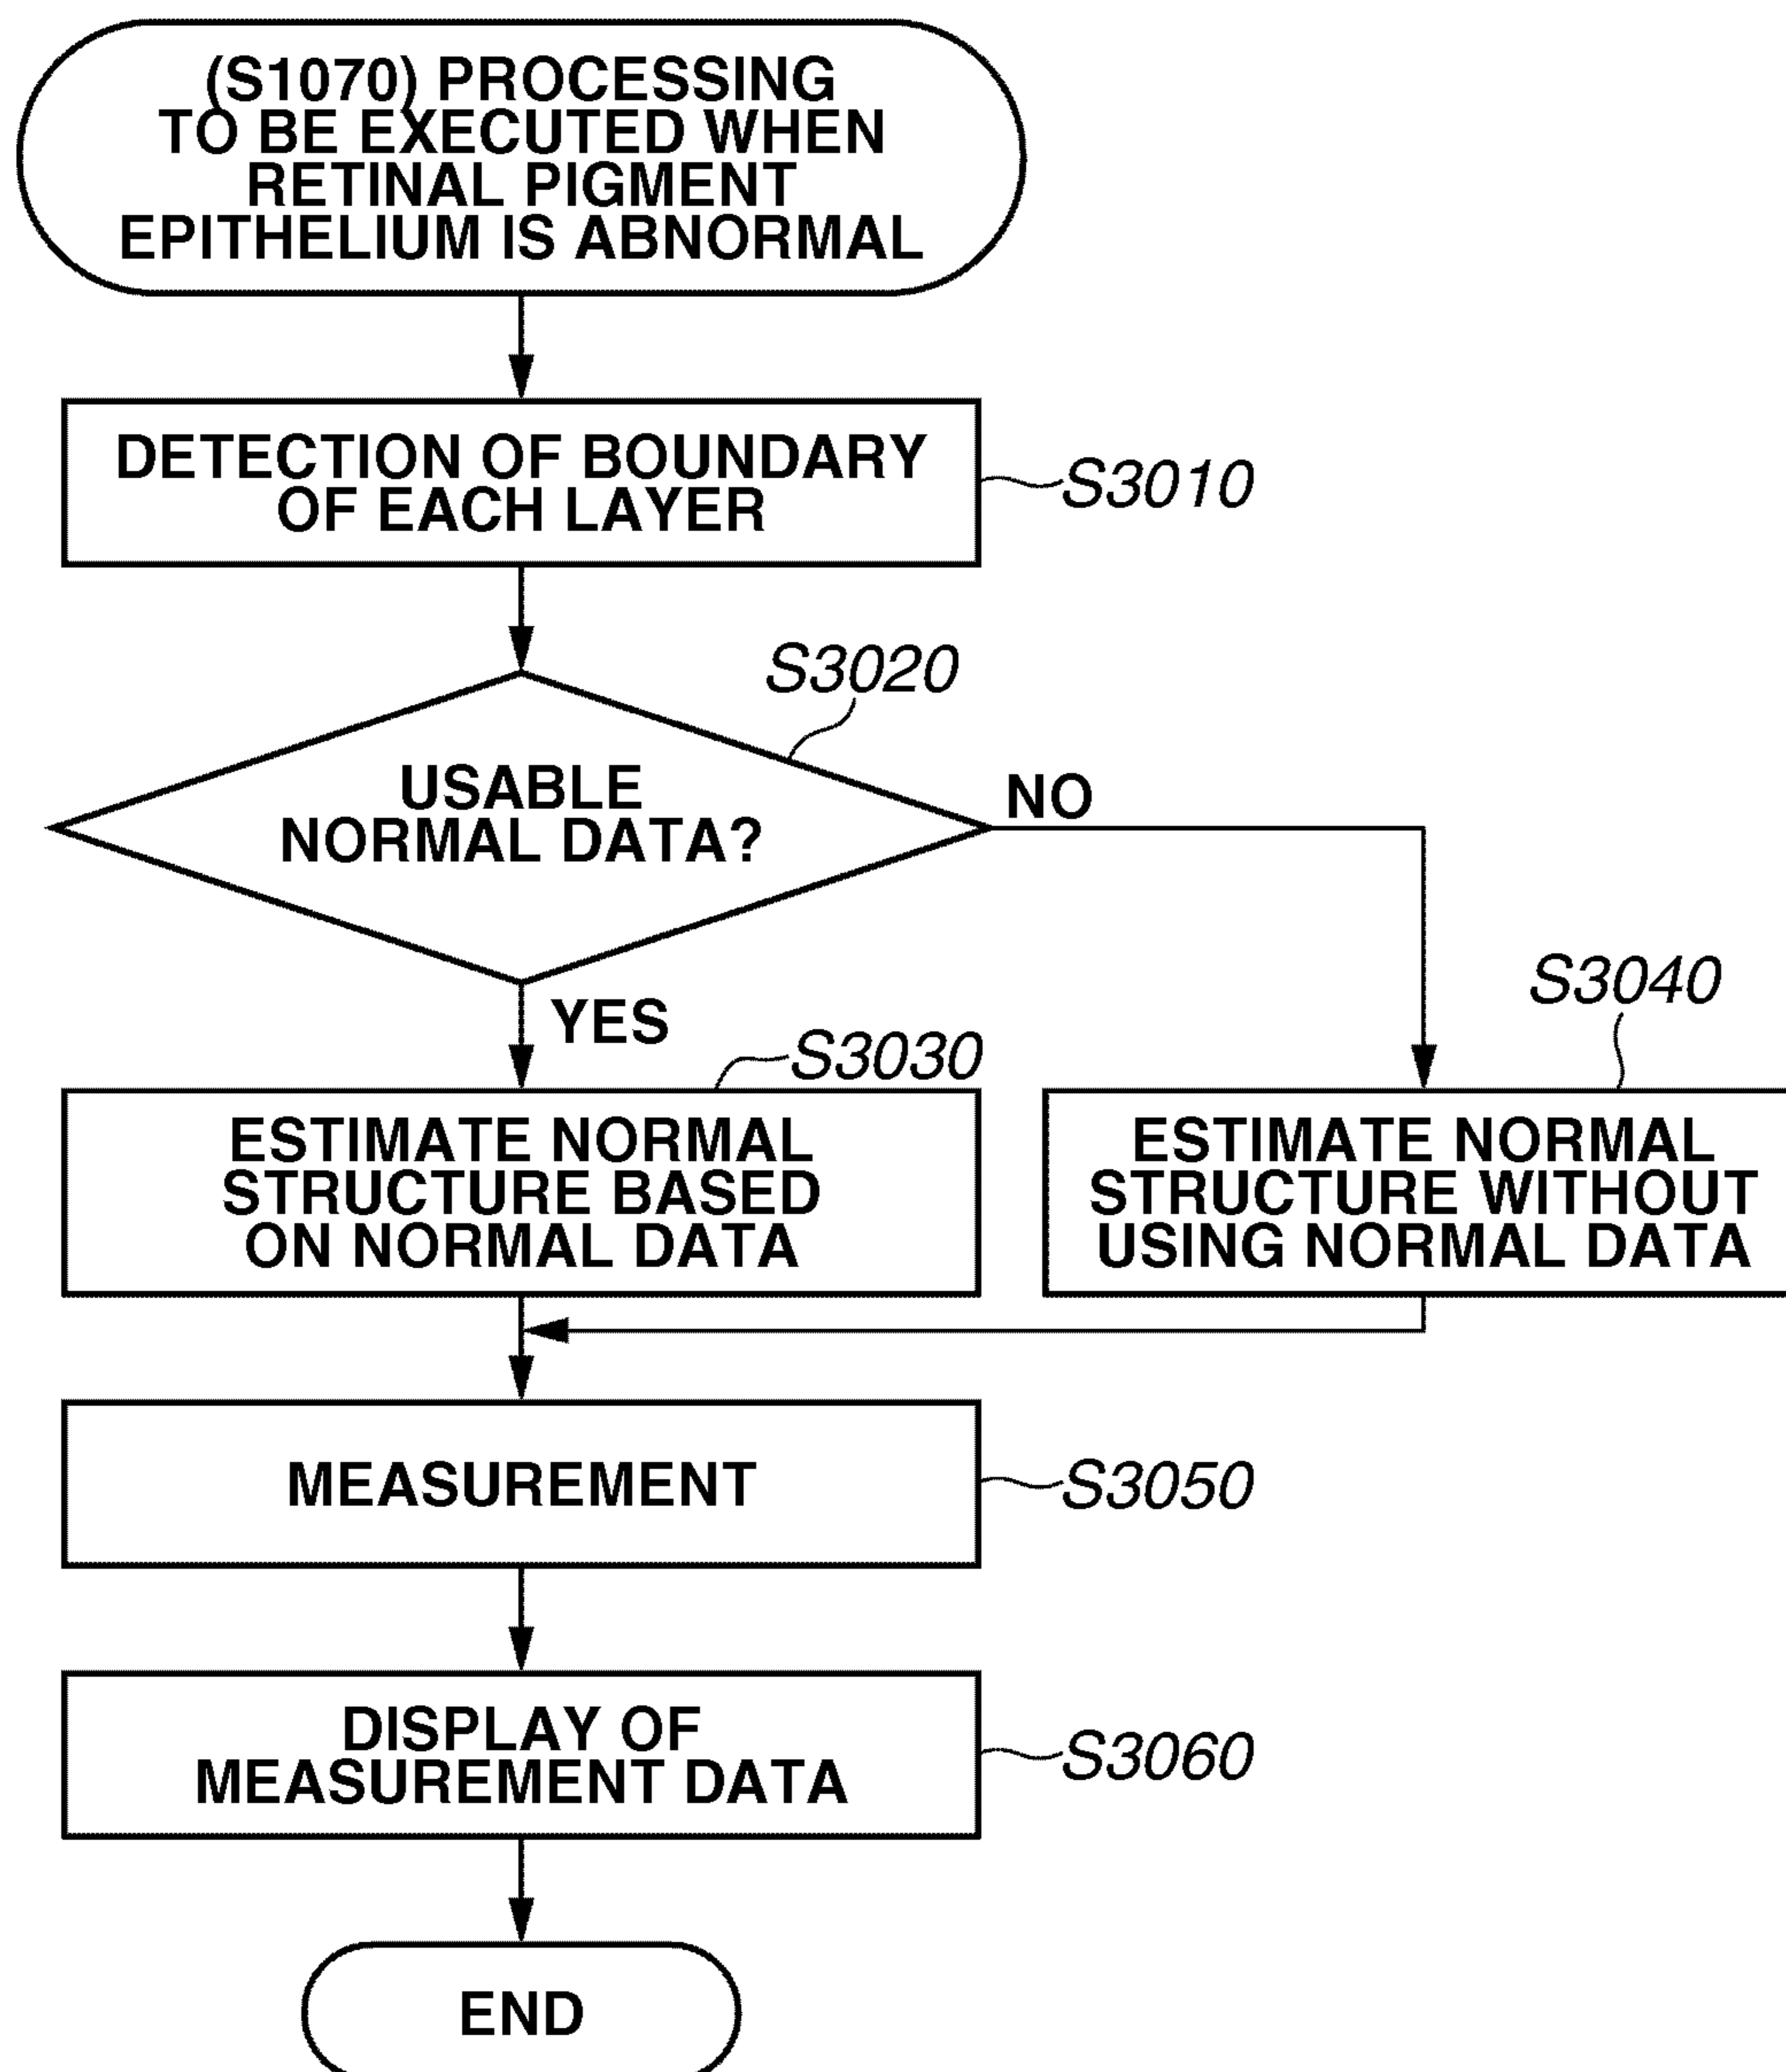 (S1070) PROCESSING
TO BE EXECUTED WHEN
RETINAL PIGMENT
EPITHELIUM IS ABNORMAL
DETECTION OF BOUNDARY
OF EACH LAYER
S3010
S3020
USABLE
NORMAL DATA?
NO
YES
S3030
S3040
ESTIMATE NORMAL
STRUCTURE BASED
ON NORMAL DATA
ESTIMATE NORMAL
STRUCTURE WITHOUT
USING NORMAL DATA
MEASUREMENT
S3050
DISPLAY OF
MEASUREMENT DATA
S3060
END